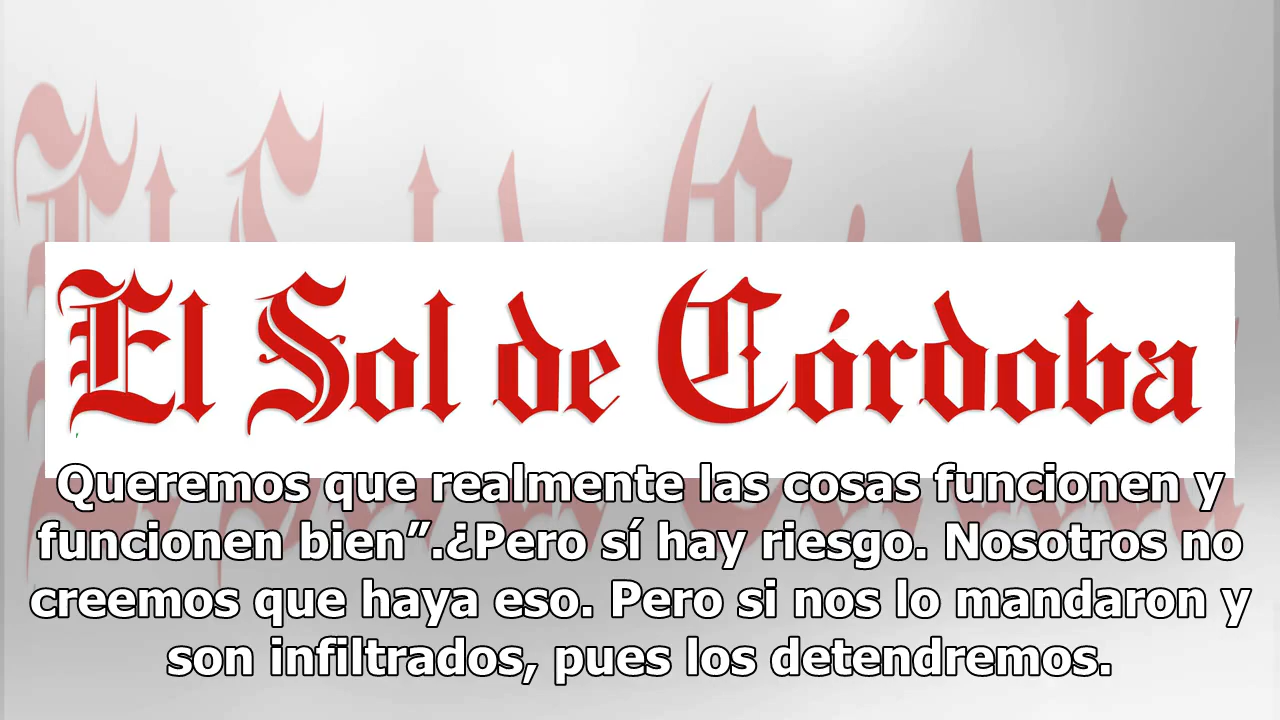 El Sol de Córdoba
Queremos que realmente las cosas funcionen y
funcionen bien”.¿Pero sí hay riesgo. Nosotros no
creemos que haya eso. Pero si nos lo mandaron y
son infiltrados, pues los detendremos.